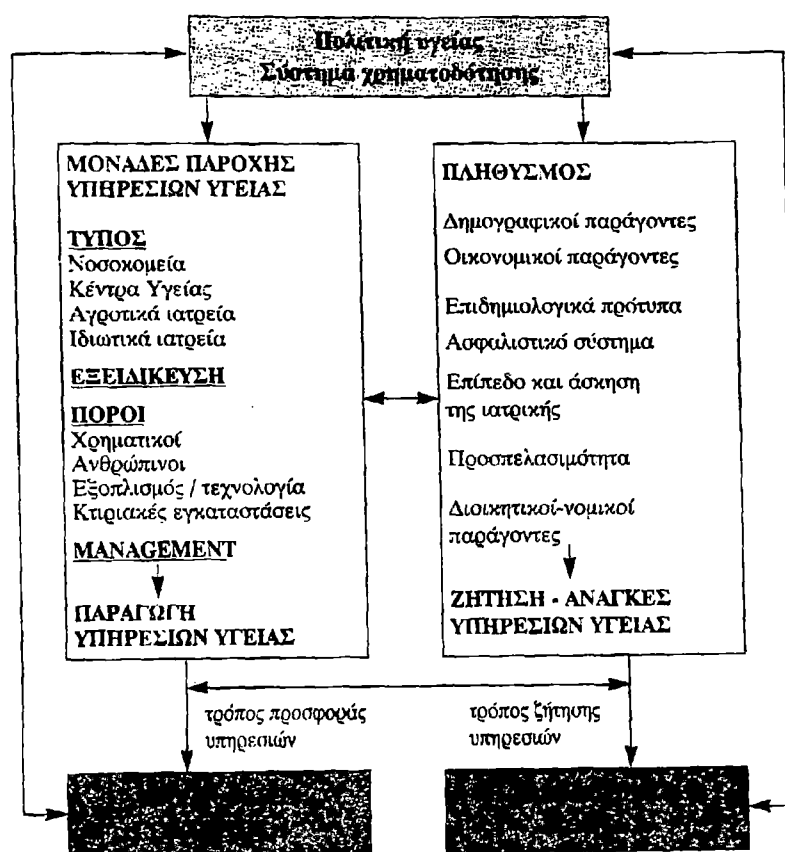 Πολιτική υγείας
Σύστημα χρηματοδότησης
ΜΟΝΑΔΕΣ ΠΑΡΟΧΗΣ
ΥΠΗΡΕΣΙΩΝ ΥΓΕΙΑΣ
ΤΥΠΟΣ
Νοσοκομεία
Κέντρα Υγείας
Αγροτικά ιατρεία
Ιδιωτικά ιατρεία
ΕΞΕΙΔΙΚΕΥΣΗ
ΠΟΡΟΙ
Χρηματικοί
Ανθρώπινοι
Εξοπλισμός / τεχνολογία
Κτιριακές εγκαταστάσεις
MANAGEMENT
ΠΑΡΑΓΩΓΗ
ΥΠΗΡΕΣΙΩΝ ΥΓΕΙΑΣ
ΠΛΗΘΥΣΜΟΣ
Δημογραφικοί παράγοντες
Οικονομικοί παράγοντες
Επιδημιολογικά πρότυπα
Ασφαλιστικό σύστημα
Επίπεδο και άσκηση
της ιατρικής
Προσπελασιμότητα
Διοικητικοί-νομικοί
παράγοντες
ΖΗΤΗΣΗ - ΑΝΑΓΚΕΣ
ΥΠΗΡΕΣΙΩΝ ΥΓΕΙΑΣ
τρόπος προσφοράς
υπηρεσιών
τρόπος ζήτησης
υπηρεσιών